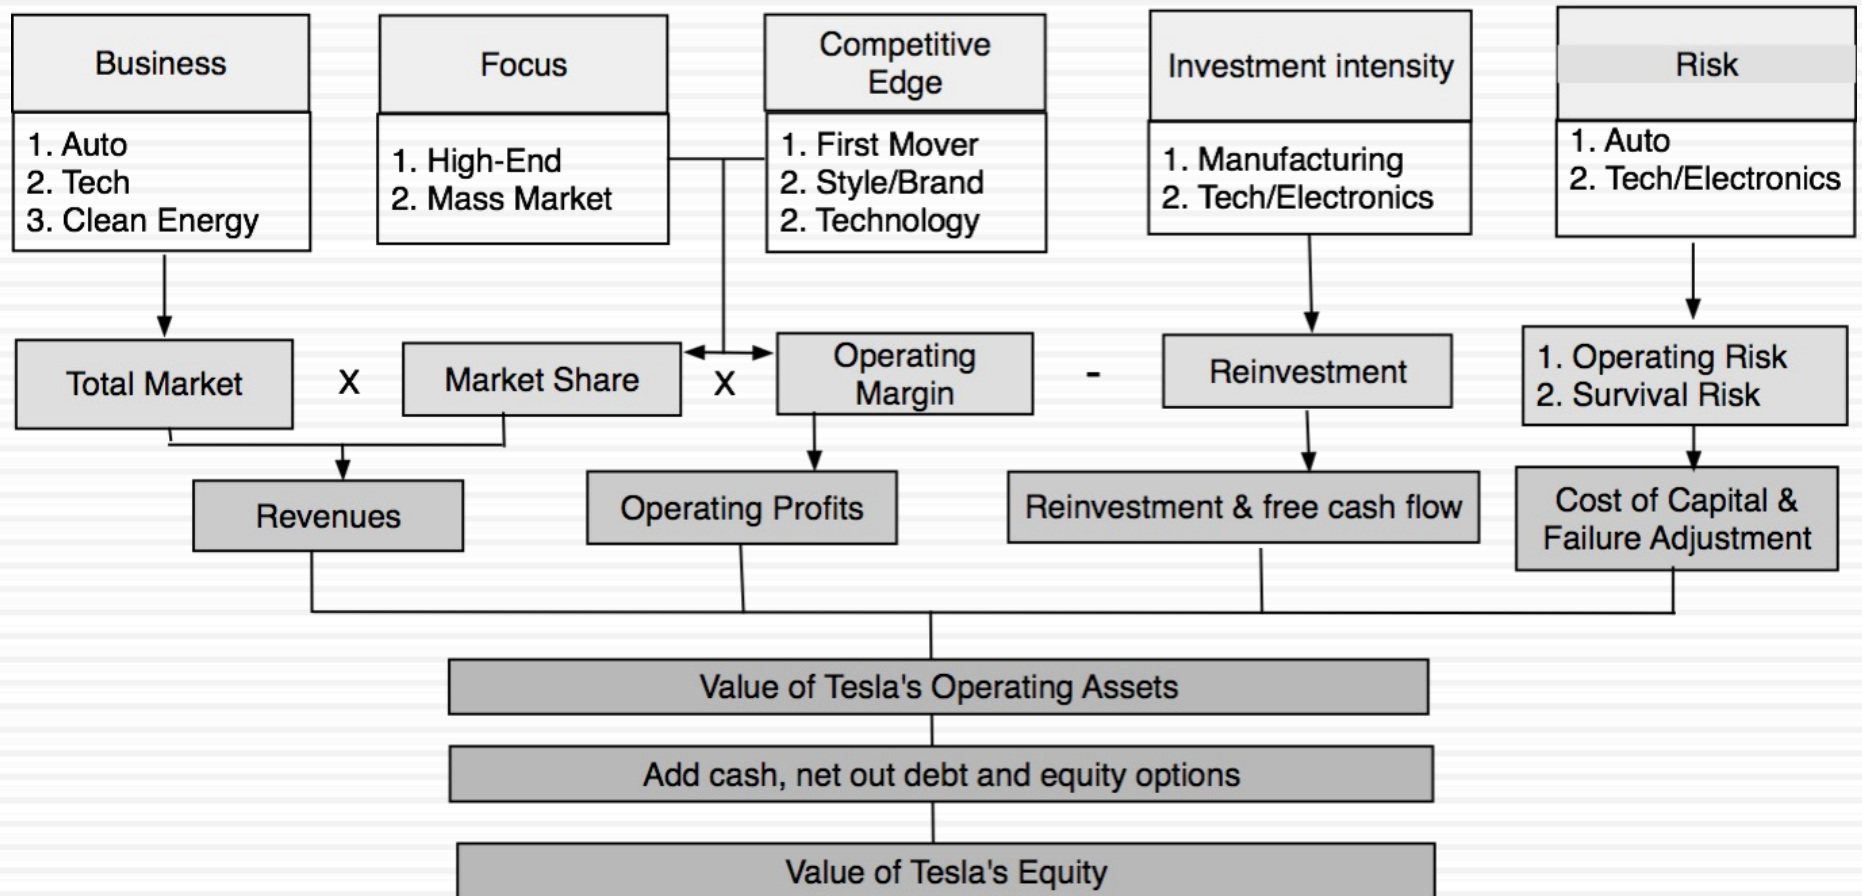 Business
Focus
Competitive
Edge
Investment intensity
Risk
1. Auto
2. Tech
3. Clean Energy
1. High-End
2. Mass Market
1. First Mover
2. Style/Brand
2. Technology
1. Manufacturing
2. Tech/Electronics
1. Auto
2. Tech/Electronics
Total Market
X
Market Share
X
Operating
Margin
-
Reinvestment
1. Operating Risk
2. Survival Risk
Revenues
Operating Profits
Reinvestment & free cash flow
Cost of Capital &
Failure Adjustment
Value of Tesla's Operating Assets
Add cash, net out debt and equity options
Value of Tesla's Equity